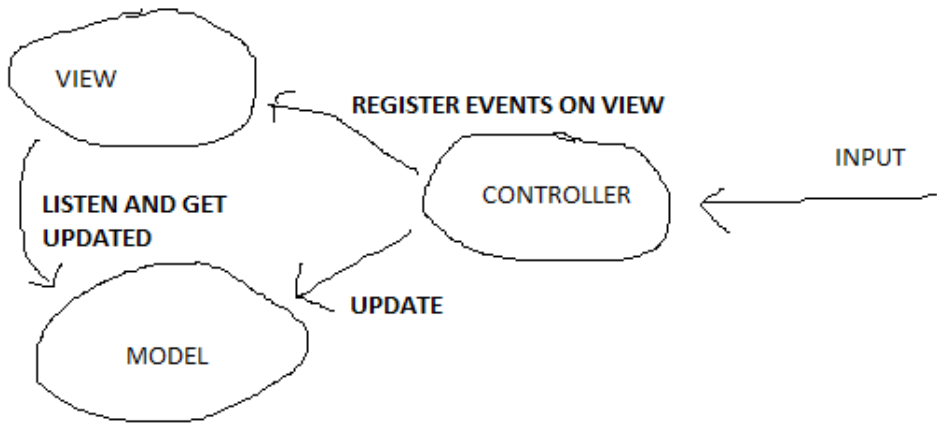 VIEW
REGISTER EVENTS ON VIEW
INPUT
CONTROLLER
LISTEN AND GET
UPDATED
UPDATE
MODEL